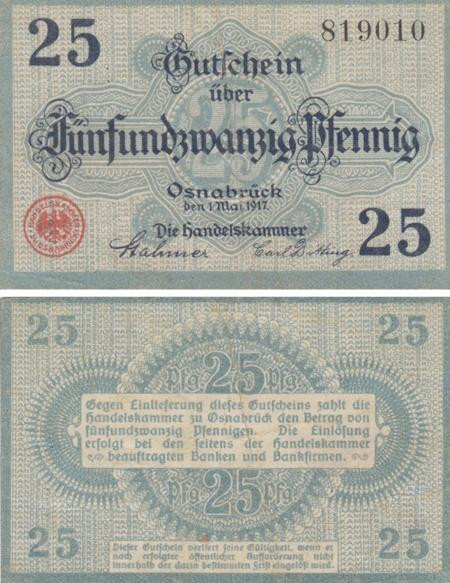 25
819010
Gutschein
über
Fünfundzwanzig Pfennig
25
Osnabrück
den 1 Mai 1917.
Die Handelskammer
Stahmer
25
25 25
Pfg. 25 Pfg.
Gegen Einlieferung dieses Gutscheins zahlt die
Handelskammer zu Osnabrück den Betrag von
fünfundzwanzig Pfennigen. Die Einlösung
erfolgt bei den seitens der Handelskammer
beauftragten Banken und Bankfirmen.
Pfg. 25 Pfg.
25 25
Dieser Gutschein verliert seine Gültigkeit, wenn er
nach erfolgter öffentlicher Aufforderung nicht
innerhalb der darin bestimmten Frist eingelöst wird.